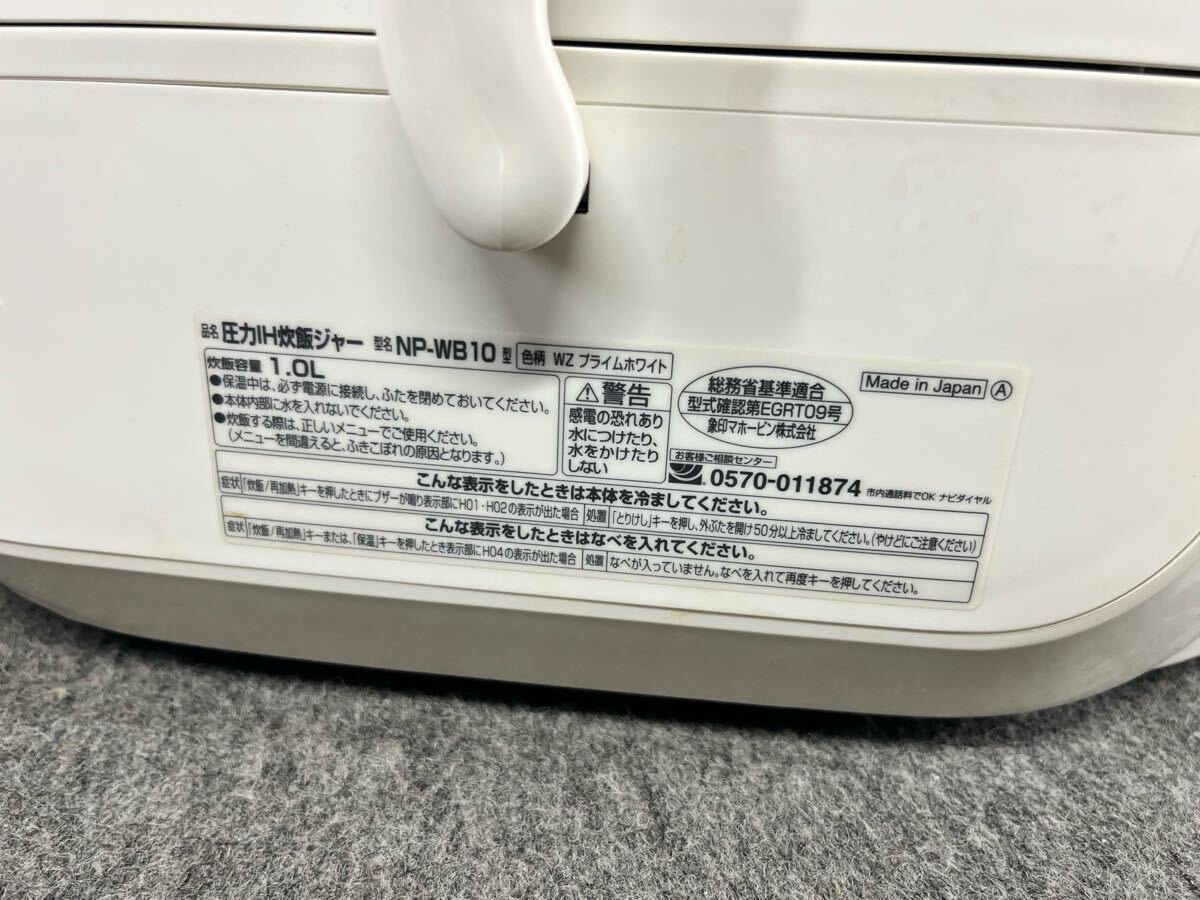 品名 圧力IH炊飯ジャー 型名 NP-WB10 型 色柄 WZ プライムホワイト
炊飯容量 1.0L
●保温中は、必ず電源に接続し、ふたを閉めておいてください。
●本体内部に水を入れないでください。
●炊飯する際は、正しいメニューでご使用ください。
(メニューを間違えると、ふきこぼれの原因となります。)
⚠警告
感電の恐れあり
水につけたり、
水をかけたり
しない
総務省基準適合
型式確認第EGRT09号
象印マホービン株式会社
Made in Japan Ⓐ
お客様ご相談センター
0570-011874 市内通話料でOK ナビダイヤル
こんな表示をしたときは本体を冷ましてください。
症状 「炊飯/再加熱」キーを押したときにブザーが鳴り表示部にH01・H02の表示が出た場合 処置 「とりけし」キーを押し、外ぶたを開け50分以上冷ましてください。(やけどにご注意ください)
こんな表示をしたときはなべを入れてください。
症状 「炊飯/再加熱」キーまたは、「保温」キーを押したとき表示部にH04の表示が出た場合 処置 なべが入っていません。なべを入れて再度キーを押してください。